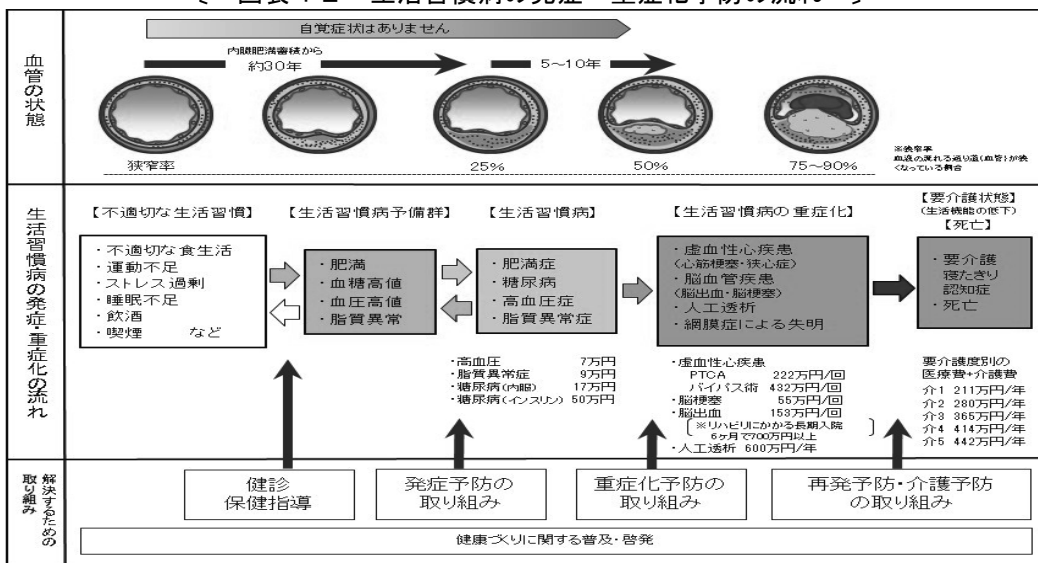 自覚症状はありません
血管の状態
内臓肥満蓄積から
約30年
5~10年
狭窄率
25%
50%
75~90%
※狭窄率
血液の流れる通り道(血管)が狭
くなっている割合
生活習慣病の発症・重症化の流れ
【不適切な生活習慣】
・不適切な食生活
・運動不足
・ストレス過剰
・睡眠不足
・飲酒
・喫煙 など
【生活習慣病予備群】
・肥満
・血糖高値
・血圧高値
・脂質異常
【生活習慣病】
・肥満症
・糖尿病
・高血圧症
・脂質異常症
・高血圧 7万円
・脂質異常症 9万円
・糖尿病(内服) 17万円
・糖尿病(インスリン) 50万円
【生活習慣病の重症化】
・虚血性心疾患
(心筋梗塞・狭心症)
・脳血管疾患
(脳出血・脳梗塞)
・人工透析
・網膜症による失明
・虚血性心疾患
PTCA 222万円/回
バイパス術 432万円/回
・脳梗塞 55万円/回
・脳出血 153万円/回
※リハビリにかかる長期入院
6ヶ月で700万円以上
・人工透析 600万円/年
【要介護状態】
(生活機能の低下)
【死亡】
・要介護
寝たきり
認知症
・死亡
要介護度別の
医療費+介護費
介1 211万円/年
介2 280万円/年
介3 365万円/年
介4 414万円/年
介5 442万円/年
解決するための
取り組み
健診
保健指導
発症予防の
取り組み
重症化予防の
取り組み
再発予防・介護予防
の取り組み
健康づくりに関する普及・啓発